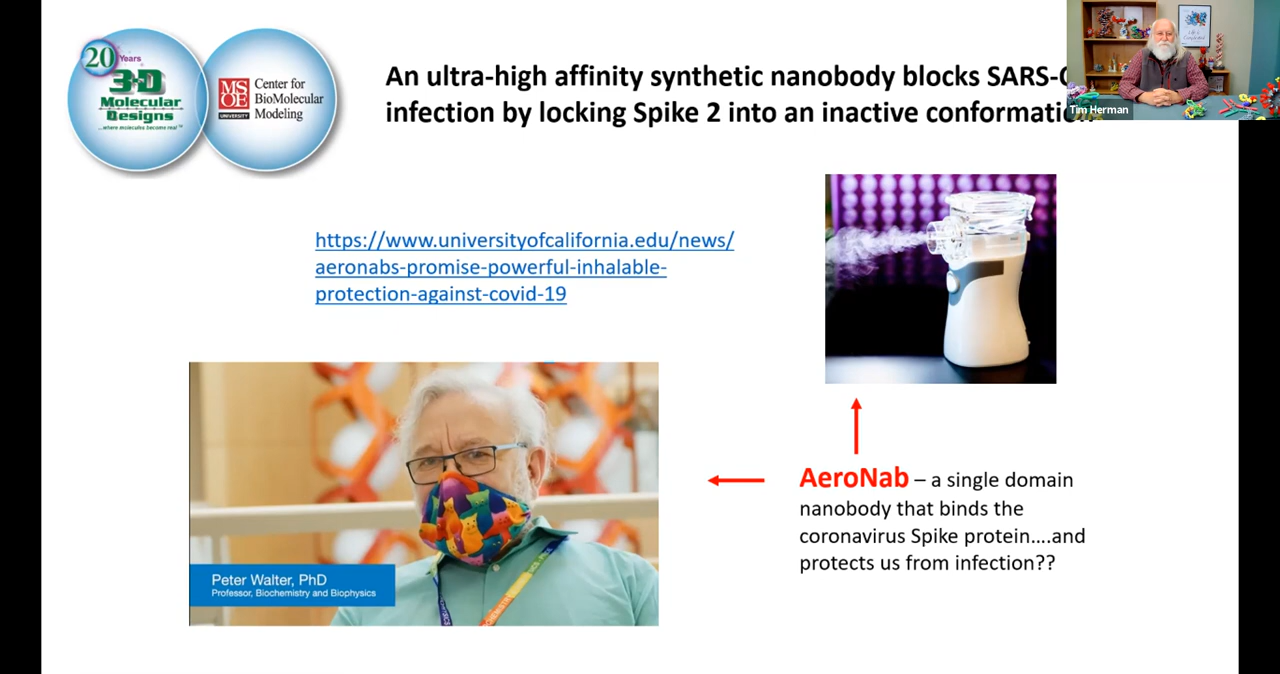 20 Years
3-D
Molecular
Designs
...where molecules become real™
MSOE
UNIVERSITY
Center for
BioMolecular
Modeling
An ultra-high affinity synthetic nanobody blocks SARS-
infection by locking Spike 2 into an inactive
Tim Herman
https://www.universityofcalifornia.edu/news/
aeronabs-promise-powerful-inhalable-
protection-against-covid-19
AeroNab – a single domain
nanobody that binds the
coronavirus Spike protein....and
protects us from infection??
Peter Walter, PhD
Professor, Biochemistry and Biophysics